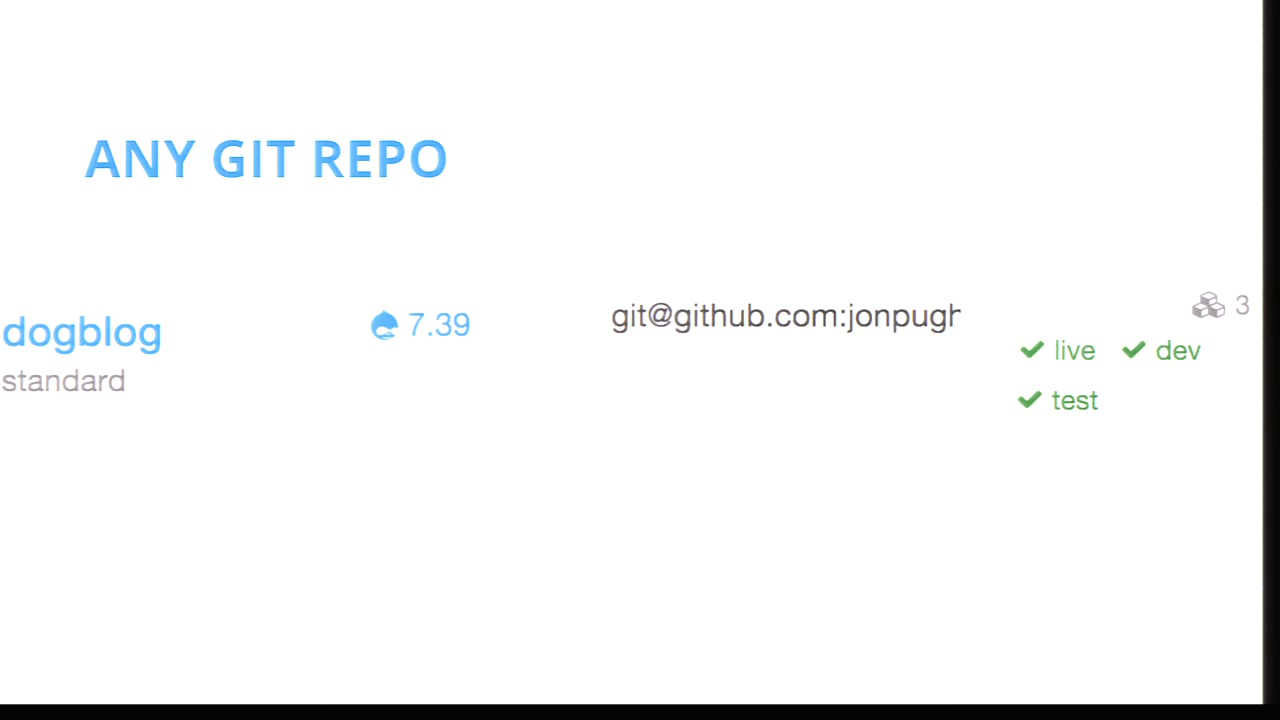 ANY GIT REPO
dogblog
standard
7.39
git@github.com:jonpugh
3
live dev
test